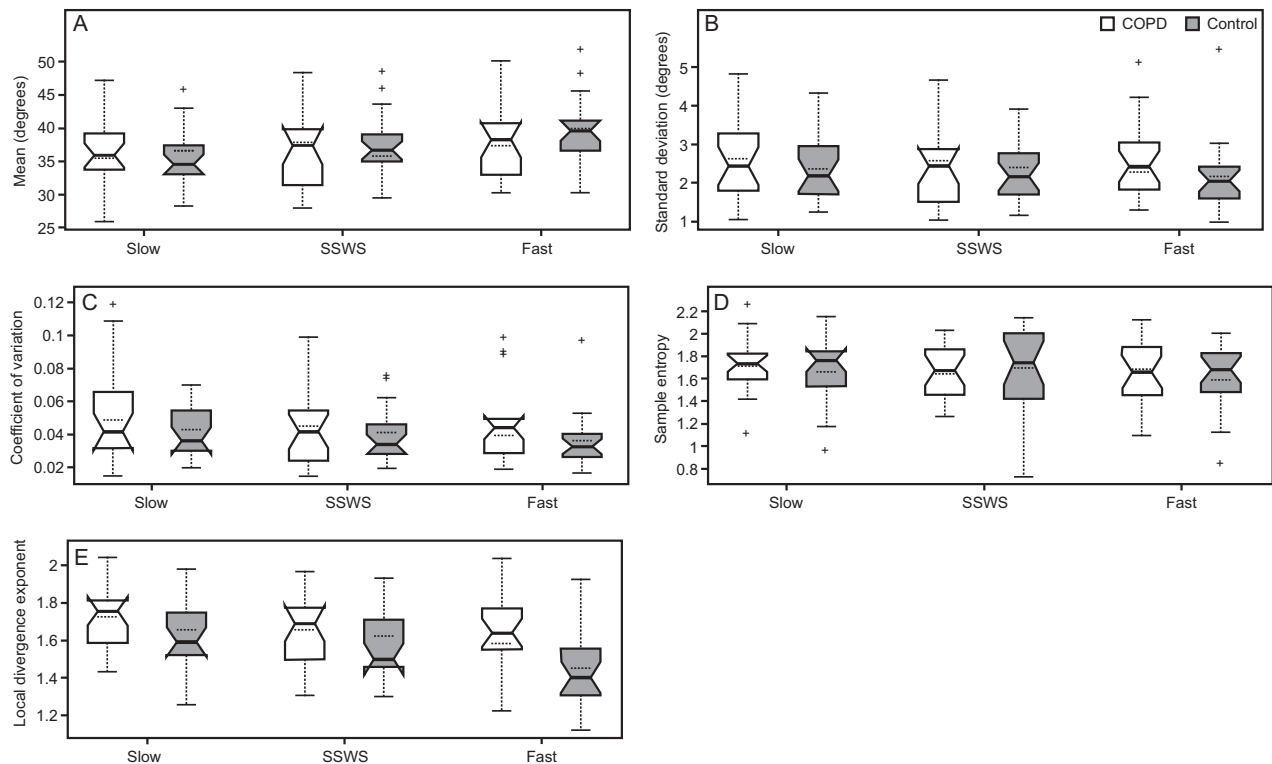 A
Mean (degrees)
50
45
40
35
30
25
Slow
SSWS
Fast
B
COPD
Control
Standard deviation (degrees)
5
4
3
2
1
Slow
SSWS
Fast
C
Coefficient of variation
0.12
0.1
0.08
0.06
0.04
0.02
Slow
SSWS
Fast
D
Sample entropy
2.2
2.0
1.8
1.6
1.4
1.2
1
0.8
Slow
SSWS
Fast
E
Local divergence exponent
2
1.8
1.6
1.4
1.2
Slow
SSWS
Fast